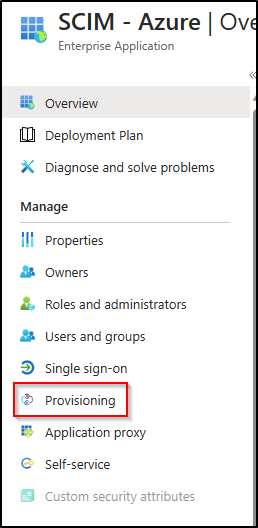 SCIM - Azure | Ove
Enterprise Application
Overview
Deployment Plan
Diagnose and solve problems
Manage
Properties
Owners
Roles and administrators
Users and groups
Single sign-on
Provisioning
Application proxy
Self-service
Custom security attributes